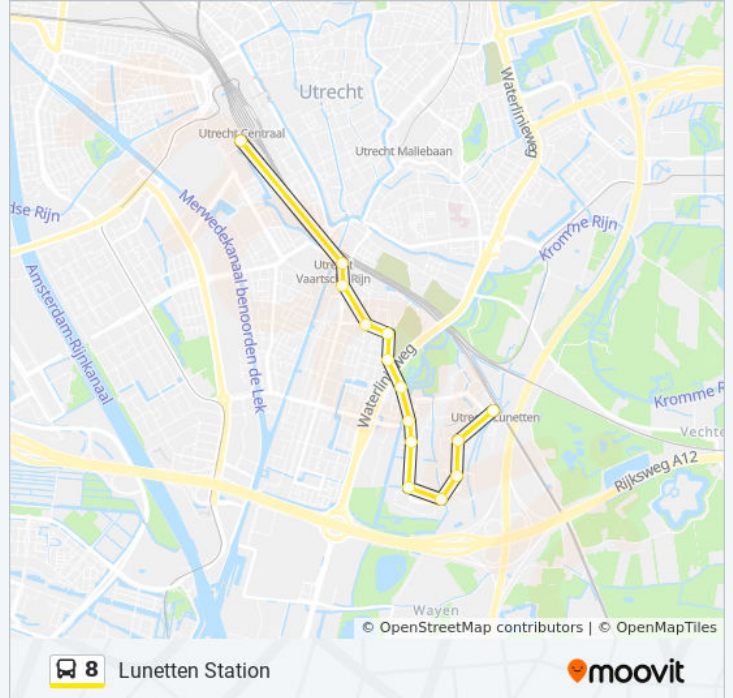 Utrecht
Waterlinieweg
Utrecht Centraal
Utrecht Maliebaan
dse Rijn
Merwedekanaal benoorden de Lek
Kromme Rijn
Utrecht
Vaartsche Rijn
Amsterdam-Rijnkanaal
Waterlinieweg
Kromme R
Utrecht Lunetten
Vechte
Rijksweg A12
Wayen
© OpenStreetMap contributors | © OpenMapTiles
8 Lunetten Station
moovit